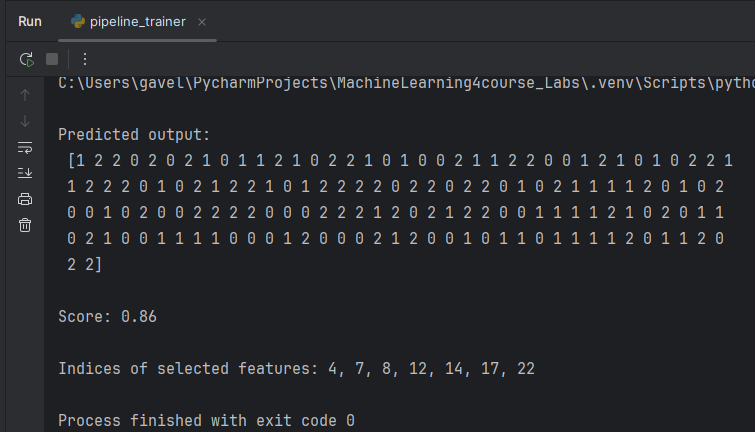 Run pipeline_trainer ×
C:\Users\gavel\PycharmProjects\MachineLearning4course_Labs\.venv\Scripts\pytho
Predicted output:
[1 2 2 0 2 0 2 1 0 1 1 2 1 0 2 2 1 0 1 0 0 2 1 1 2 2 0 0 1 2 1 0 1 0 2 2 1
1 2 2 2 0 1 0 2 1 2 2 1 0 1 2 2 2 2 0 2 2 0 2 2 0 1 0 2 1 1 1 1 2 0 1 0 2
0 0 1 0 2 0 0 2 2 2 2 0 0 0 2 2 2 1 2 0 2 1 2 2 0 0 1 1 1 1 2 1 0 2 0 1 1
0 2 1 0 0 1 1 1 1 0 0 0 1 2 0 0 0 2 1 2 0 0 1 0 1 1 0 1 1 1 1 2 0 1 1 2 0
2 2]
Score: 0.86
Indices of selected features: 4, 7, 8, 12, 14, 17, 22
Process finished with exit code 0